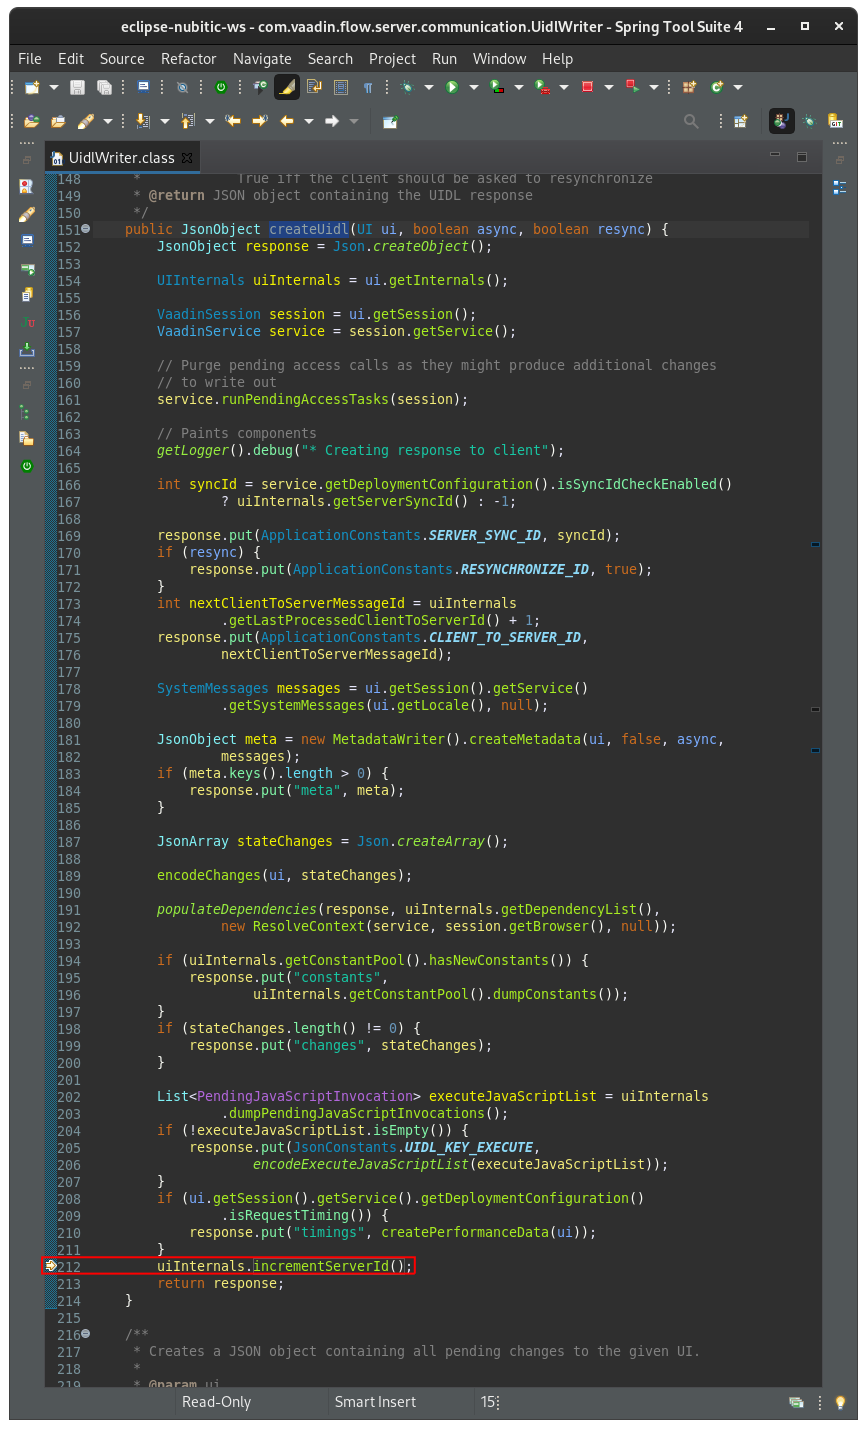 eclipse-nubitic-ws - com.vaadin.flow.server.communication.UidlWriter - Spring Tool Suite 4
File Edit Source Refactor Navigate Search Project Run Window Help
UidlWriter.class
148      *            True iff the client should be asked to resynchronize
149      * @return JSON object containing the UIDL response
150      */
151     public JsonObject createUidl(UI ui, boolean async, boolean resync) {
152         JsonObject response = Json.createObject();
153
154         UIInternals uiInternals = ui.getInternals();
155
156         VaadinSession session = ui.getSession();
157         VaadinService service = session.getService();
158
159         // Purge pending access calls as they might produce additional changes
160         // to write out
161         service.runPendingAccessTasks(session);
162
163         // Paints components
164         getLogger().debug("* Creating response to client");
165
166         int syncId = service.getDeploymentConfiguration().isSyncIdCheckEnabled()
167                 ? uiInternals.getServerSyncId() : -1;
168
169         response.put(ApplicationConstants.SERVER_SYNC_ID, syncId);
170         if (resync) {
171             response.put(ApplicationConstants.RESYNCHRONIZE_ID, true);
172         }
173         int nextClientToServerMessageId = uiInternals
174                 .getLastProcessedClientToServerId() + 1;
175         response.put(ApplicationConstants.CLIENT_TO_SERVER_ID,
176                 nextClientToServerMessageId);
177
178         SystemMessages messages = ui.getSession().getService()
179                 .getSystemMessages(ui.getLocale(), null);
180
181         JsonObject meta = new MetadataWriter().createMetadata(ui, false, async,
182                 messages);
183         if (meta.keys().length > 0) {
184             response.put("meta", meta);
185         }
186
187         JsonArray stateChanges = Json.createArray();
188
189         encodeChanges(ui, stateChanges);
190
191         populateDependencies(response, uiInternals.getDependencyList(),
192                 new ResolveContext(service, session.getBrowser(), null));
193
194         if (uiInternals.getConstantPool().hasNewConstants()) {
195             response.put("constants",
196                     uiInternals.getConstantPool().dumpConstants());
197         }
198         if (stateChanges.length() != 0) {
199             response.put("changes", stateChanges);
200         }
201
202         List<PendingJavaScriptInvocation> executeJavaScriptList = uiInternals
203                 .dumpPendingJavaScriptInvocations();
204         if (!executeJavaScriptList.isEmpty()) {
205             response.put(JsonConstants.UIDL_KEY_EXECUTE,
206                     encodeExecuteJavaScriptList(executeJavaScriptList));
207         }
208         if (ui.getSession().getService().getDeploymentConfiguration()
209                 .isRequestTiming()) {
210             response.put("timings", createPerformanceData(ui));
211         }
212         uiInternals.incrementServerId();
213         return response;
214     }
215
216     /**
217      * Creates a JSON object containing all pending changes to the given UI.
218      *
219      * @param ui
Read-Only Smart Insert 15